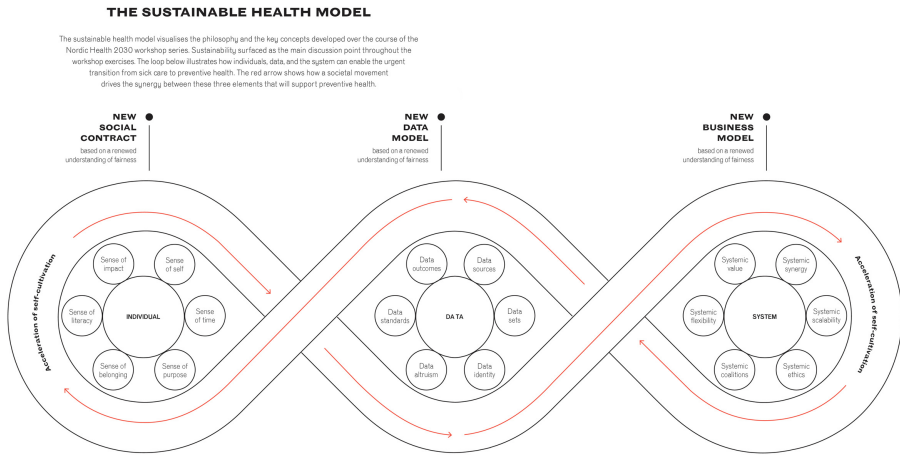 THE SUSTAINABLE HEALTH MODEL
The sustainable health model visualises the philosophy and the key concepts developed over the course of the
Nordic Health 2030 workshop series. Sustainability surfaced as the main discussion point throughout the
workshop exercises. The loop below illustrates how individuals, data, and the system can enable the urgent
transition from sick care to preventive health. The red arrow shows how a societal movement
drives the synergy between these three elements that will support preventive health.
NEW
SOCIAL
CONTRACT
based on a renewed
understanding of fairness
NEW
DATA
MODEL
based on a renewed
understanding of fairness
NEW
BUSINESS
MODEL
based on a renewed
understanding of fairness
Acceleration of self-cultivation
Sense of
impact
Sense
of self
Sense of
literacy
INDIVIDUAL
Sense
of time
Sense of
belonging
Sense of
purpose
Data
outcomes
Data
sources
Data
standards
DA TA
Data
sets
Data
altruism
Data
identity
Systemic
value
Systemic
synergy
Systemic
flexibility
SYSTEM
Systemic
scalability
Systemic
coalitions
Systemic
ethics
Acceleration of self-cultivation